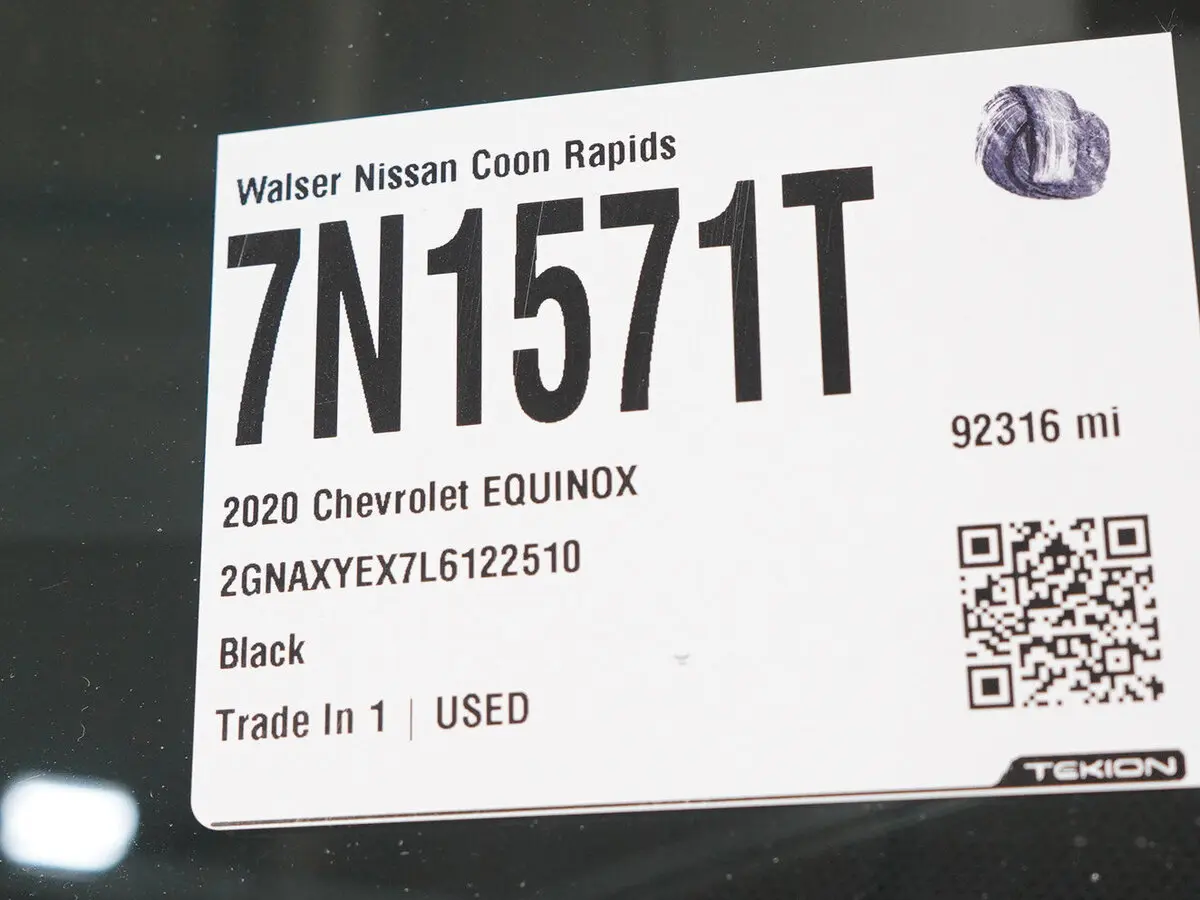 Walser Nissan Coon Rapids
7N1571T
92316 mi
2020 Chevrolet EQUINOX
2GNAXYEX7L6122510
Black
Trade In 1 | USED
TEKION